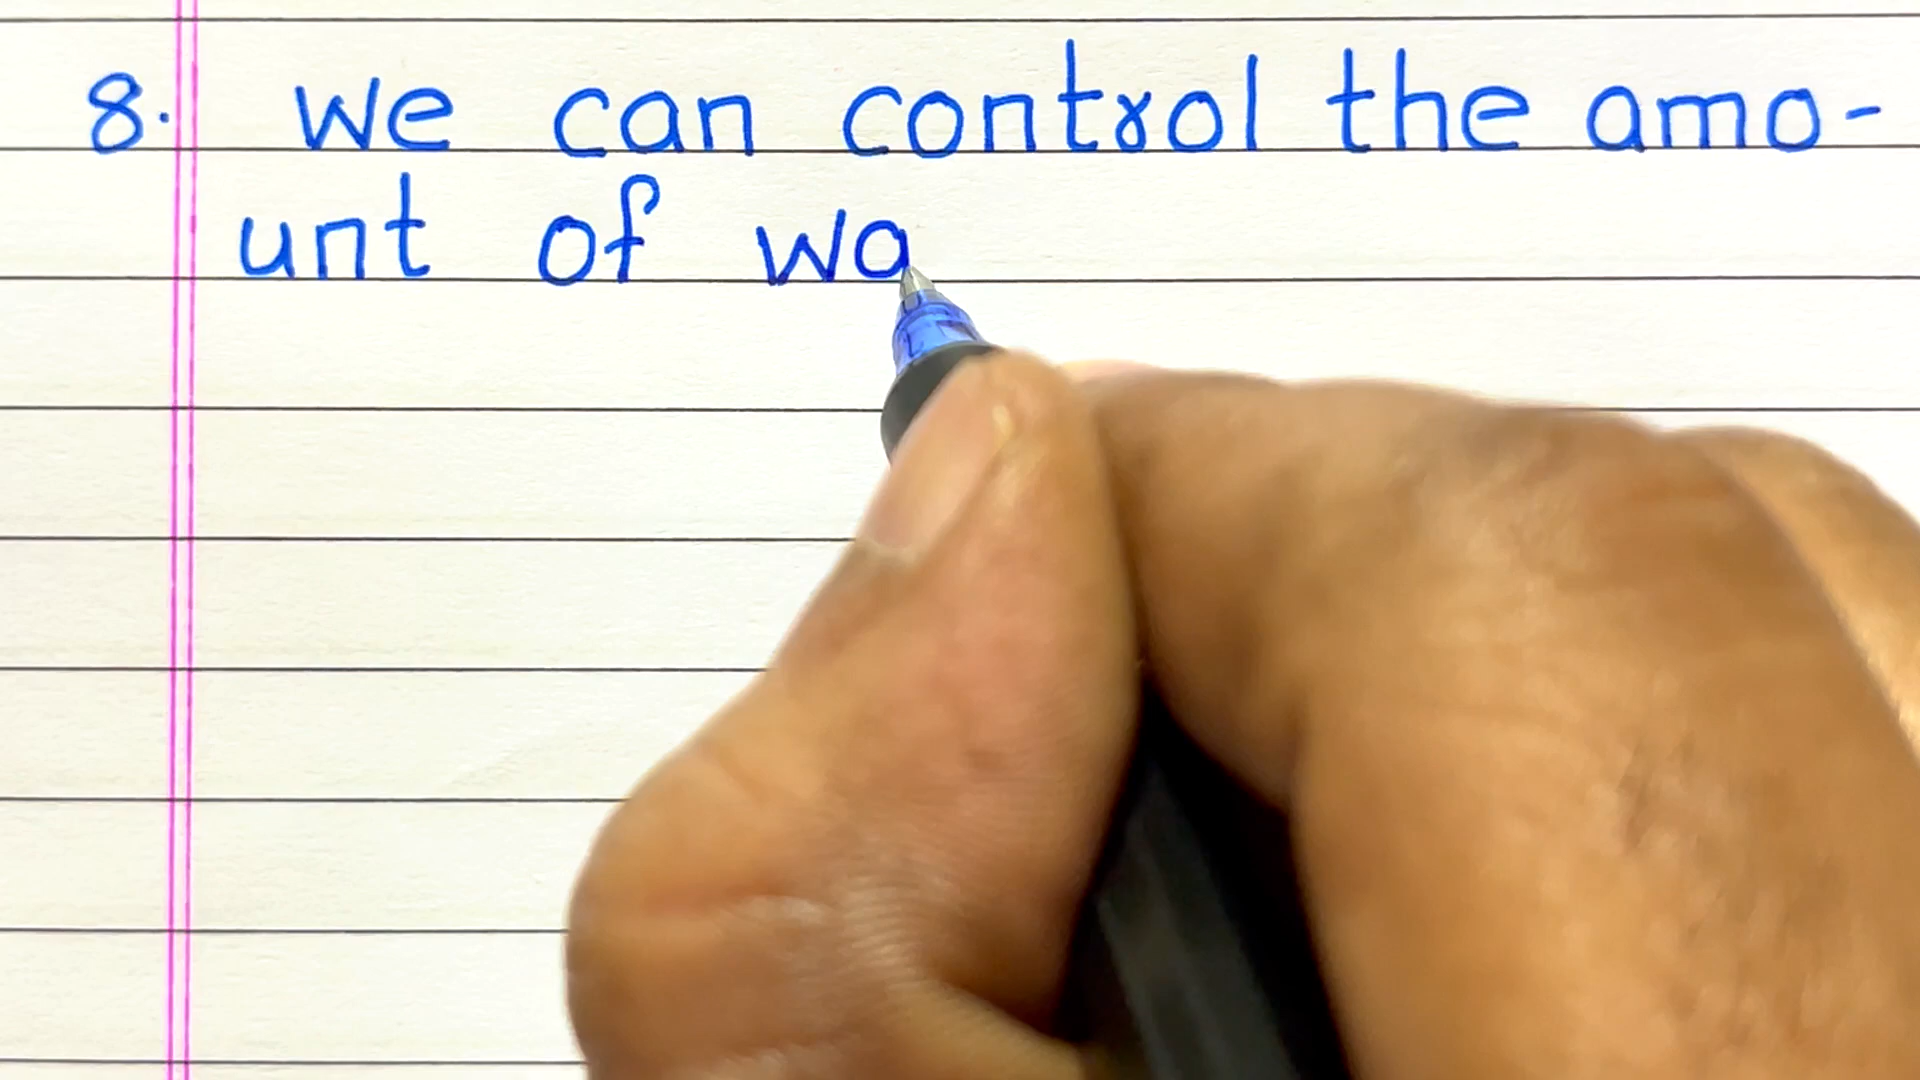 8. We can control the amo-
unt of wa